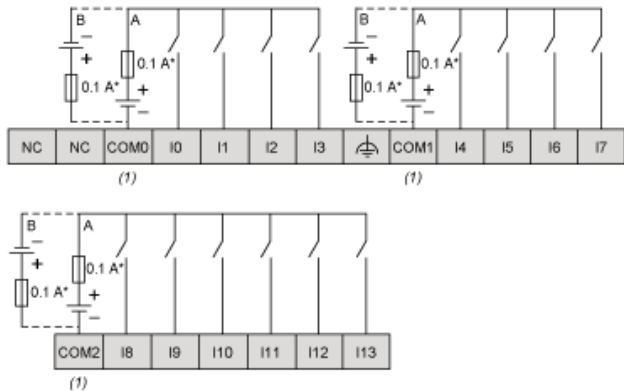 B A B A
0.1 A* 0.1 A*
0.1 A* 0.1 A*
NC NC COM0 I0 I1 I2 I3 COM1 I4 I5 I6 I7
(1) (1)
B A
0.1 A*
0.1 A*
COM2 I8 I9 I10 I11 I12 I13
(1)